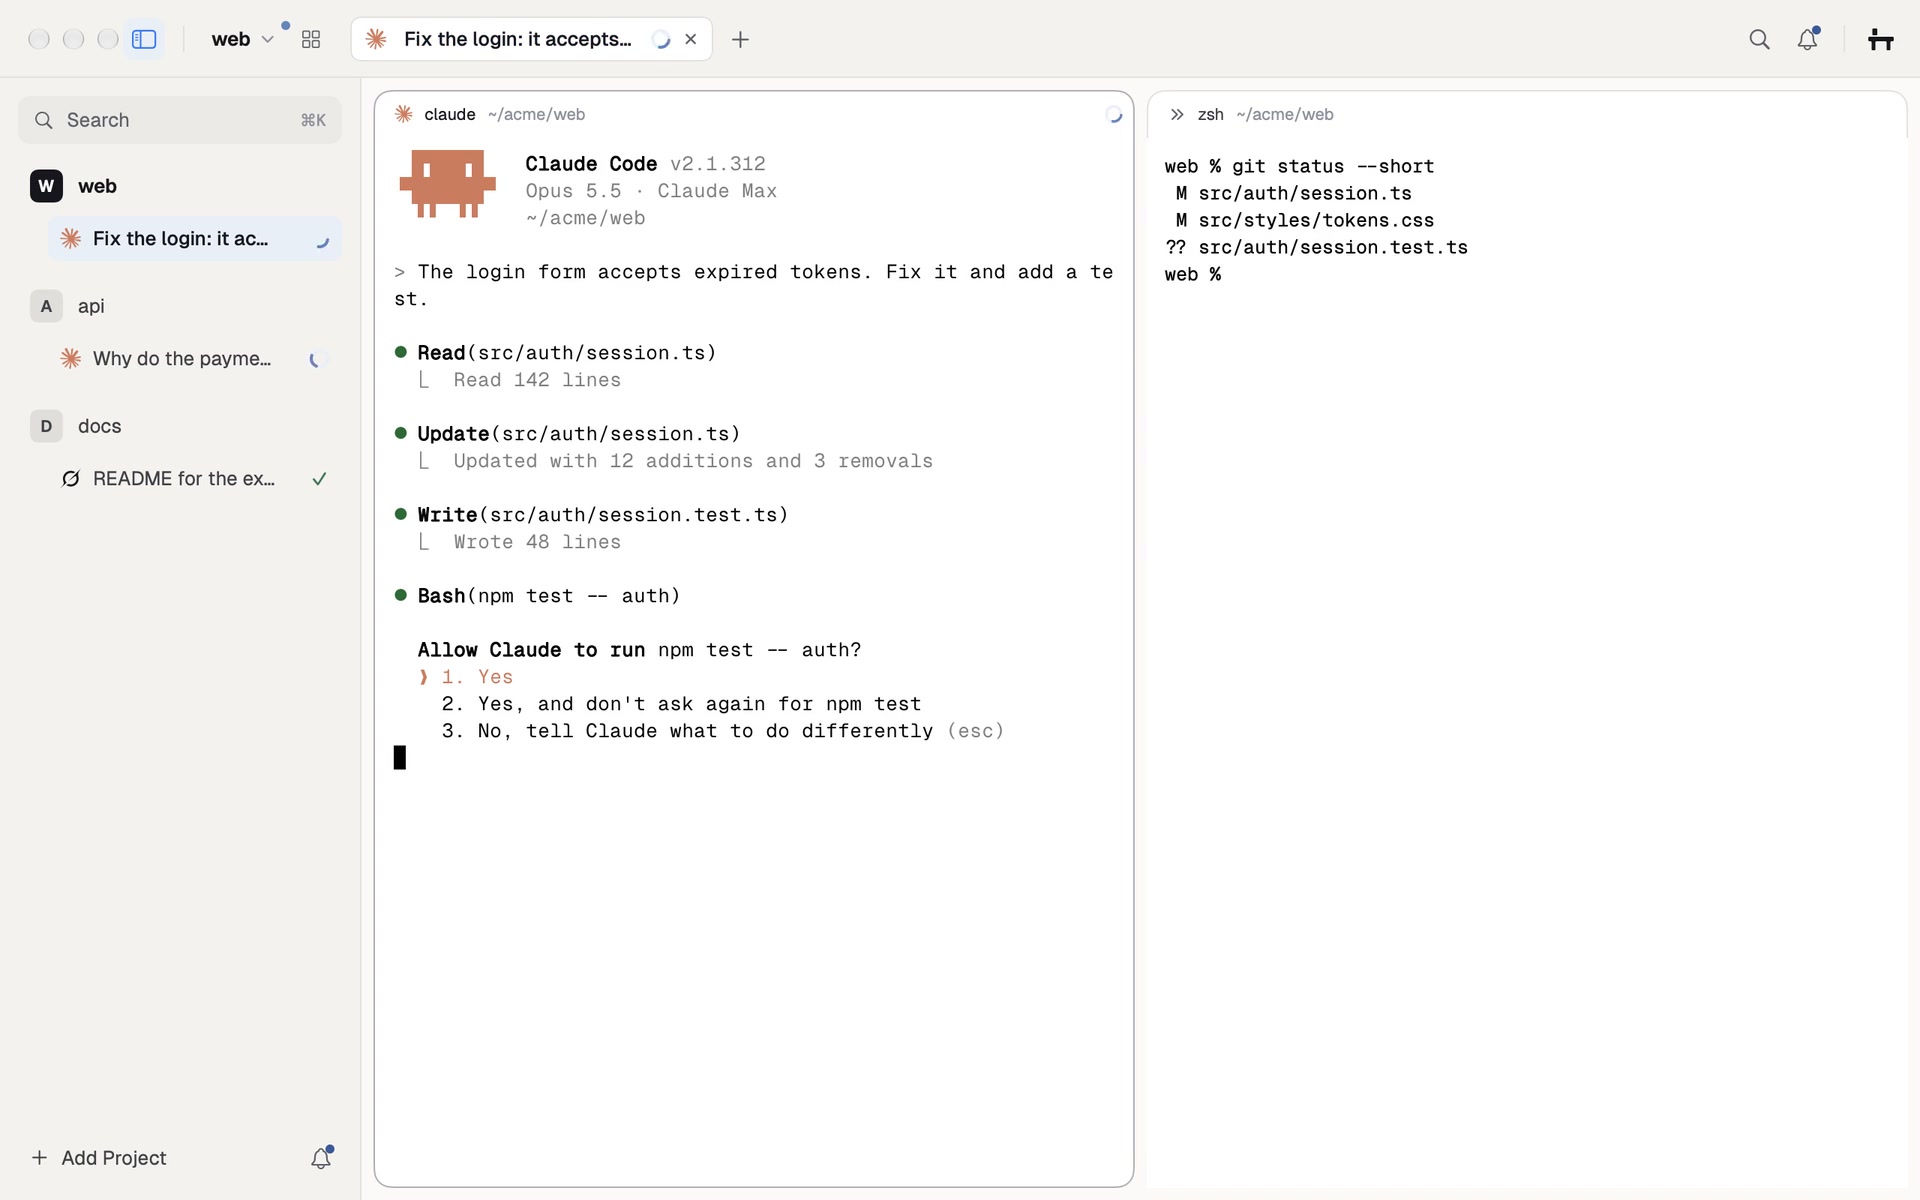 web
Fix the login: it accepts...
Search ⌘K
W web
Fix the login: it ac...
A api
Why do the payme...
D docs
README for the ex...
+ Add Project
claude ~/acme/web
Claude Code v2.1.312
Opus 5.5 · Claude Max
~/acme/web
> The login form accepts expired tokens. Fix it and add a te
st.
● Read(src/auth/session.ts)
⎿ Read 142 lines
● Update(src/auth/session.ts)
⎿ Updated with 12 additions and 3 removals
● Write(src/auth/session.test.ts)
⎿ Wrote 48 lines
● Bash(npm test -- auth)
Allow Claude to run npm test -- auth?
❯ 1. Yes
2. Yes, and don't ask again for npm test
3. No, tell Claude what to do differently (esc)
zsh ~/acme/web
web % git status --short
M src/auth/session.ts
M src/styles/tokens.css
?? src/auth/session.test.ts
web %